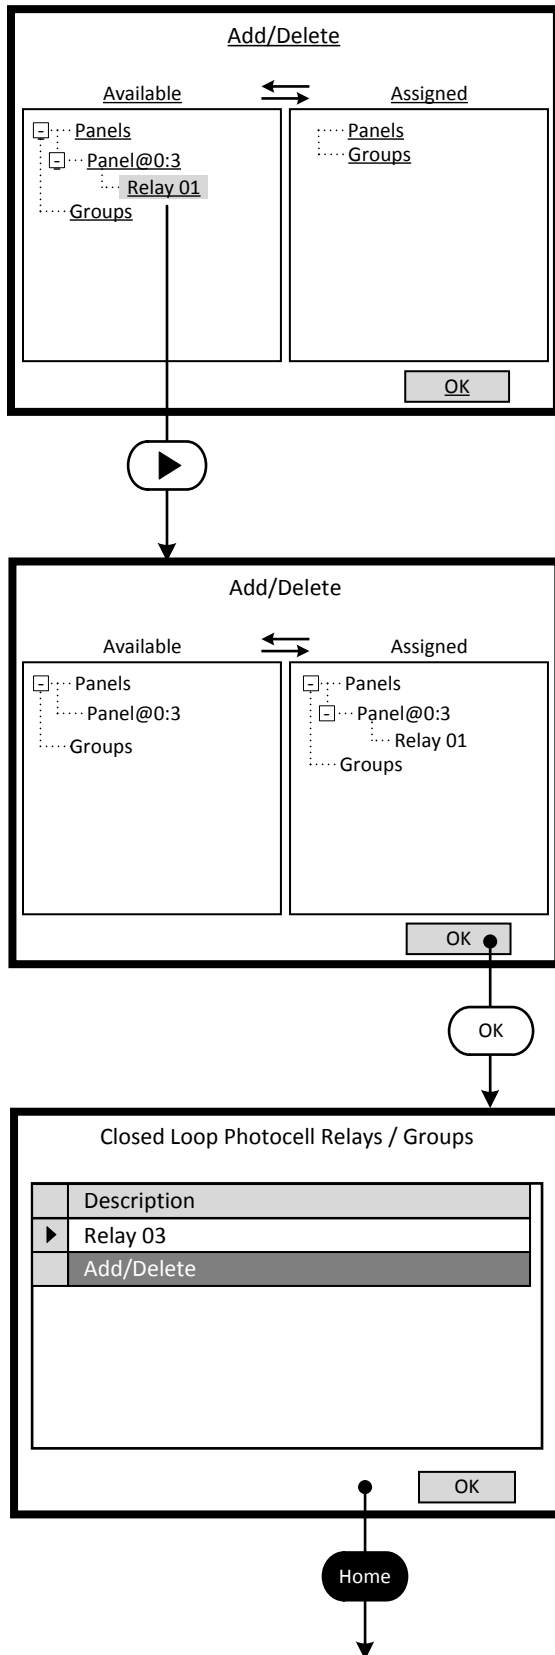 Add/Delete
Available Assigned
Panels Panels
Panel@0:3 Groups
Relay 01
Groups
OK
Add/Delete
Available Assigned
Panels Panels
Panel@0:3 Panel@0:3
Relay 01
Groups Groups
OK
OK
Closed Loop Photocell Relays / Groups
Description
Relay 03
Add/Delete
OK
Home